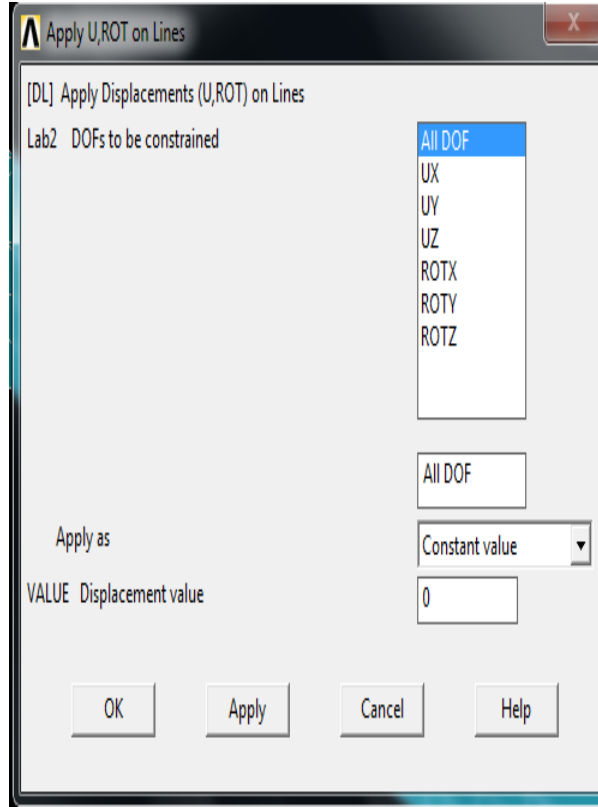 Apply U,ROT on Lines
X
[DL] Apply Displacements (U,ROT) on Lines
Lab2 DOFs to be constrained
All DOF
UX
UY
UZ
ROTX
ROTY
ROTZ
All DOF
Apply as
Constant value
VALUE Displacement value
0
OK Apply Cancel Help